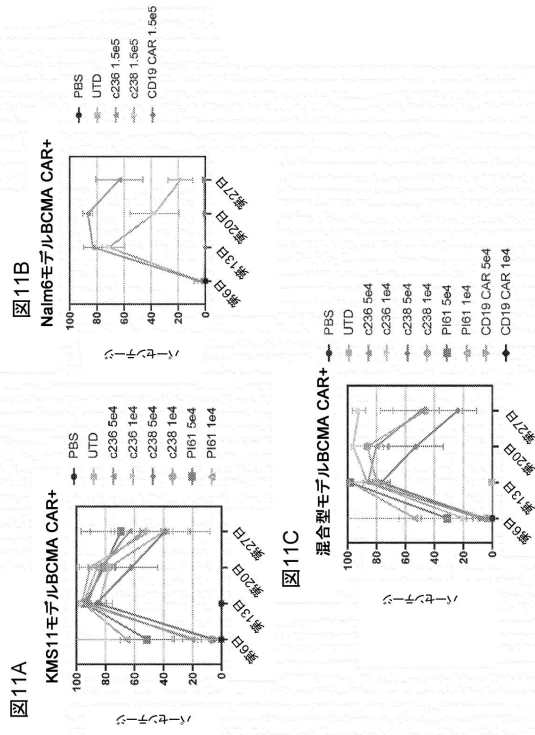 図11A
KMS11モデルBCMA CAR+
パーセンテージ
100
80
60
40
20
0
第6日
第13日
第20日
第27日
PBS
UTD
c236 5e4
c236 1e4
c238 5e4
c238 1e4
PI61 5e4
PI61 1e4
図11B
Nalm6モデルBCMA CAR+
パーセンテージ
100
80
60
40
20
0
第6日
第13日
第20日
第27日
PBS
UTD
c236 1.5e5
c238 1.5e5
CD19 CAR 1.5e5
図11C
混合型モデルBCMA CAR+
パーセンテージ
100
80
60
40
20
0
第6日
第13日
第20日
第27日
PBS
UTD
c236 5e4
c236 1e4
c238 5e4
c238 1e4
PI61 5e4
PI61 1e4
CD19 CAR 5e4
CD19 CAR 1e4